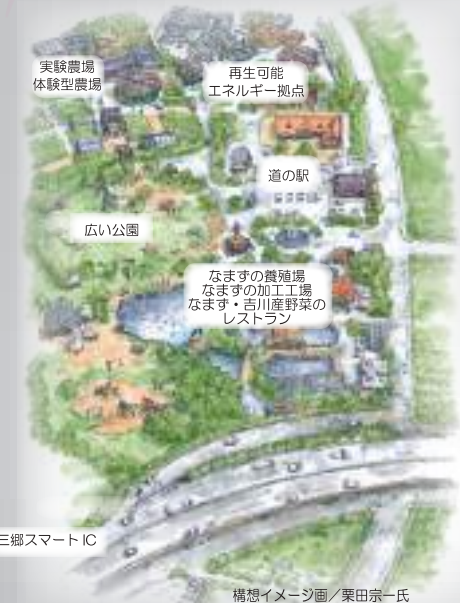 実験農場
体験型農場
再生可能
エネルギー拠点
道の駅
広い公園
なまずの養殖場
なまずの加工工場
なまず・吉川産野菜の
レストラン
三郷スマートIC
構想イメージ画／栗田宗一氏